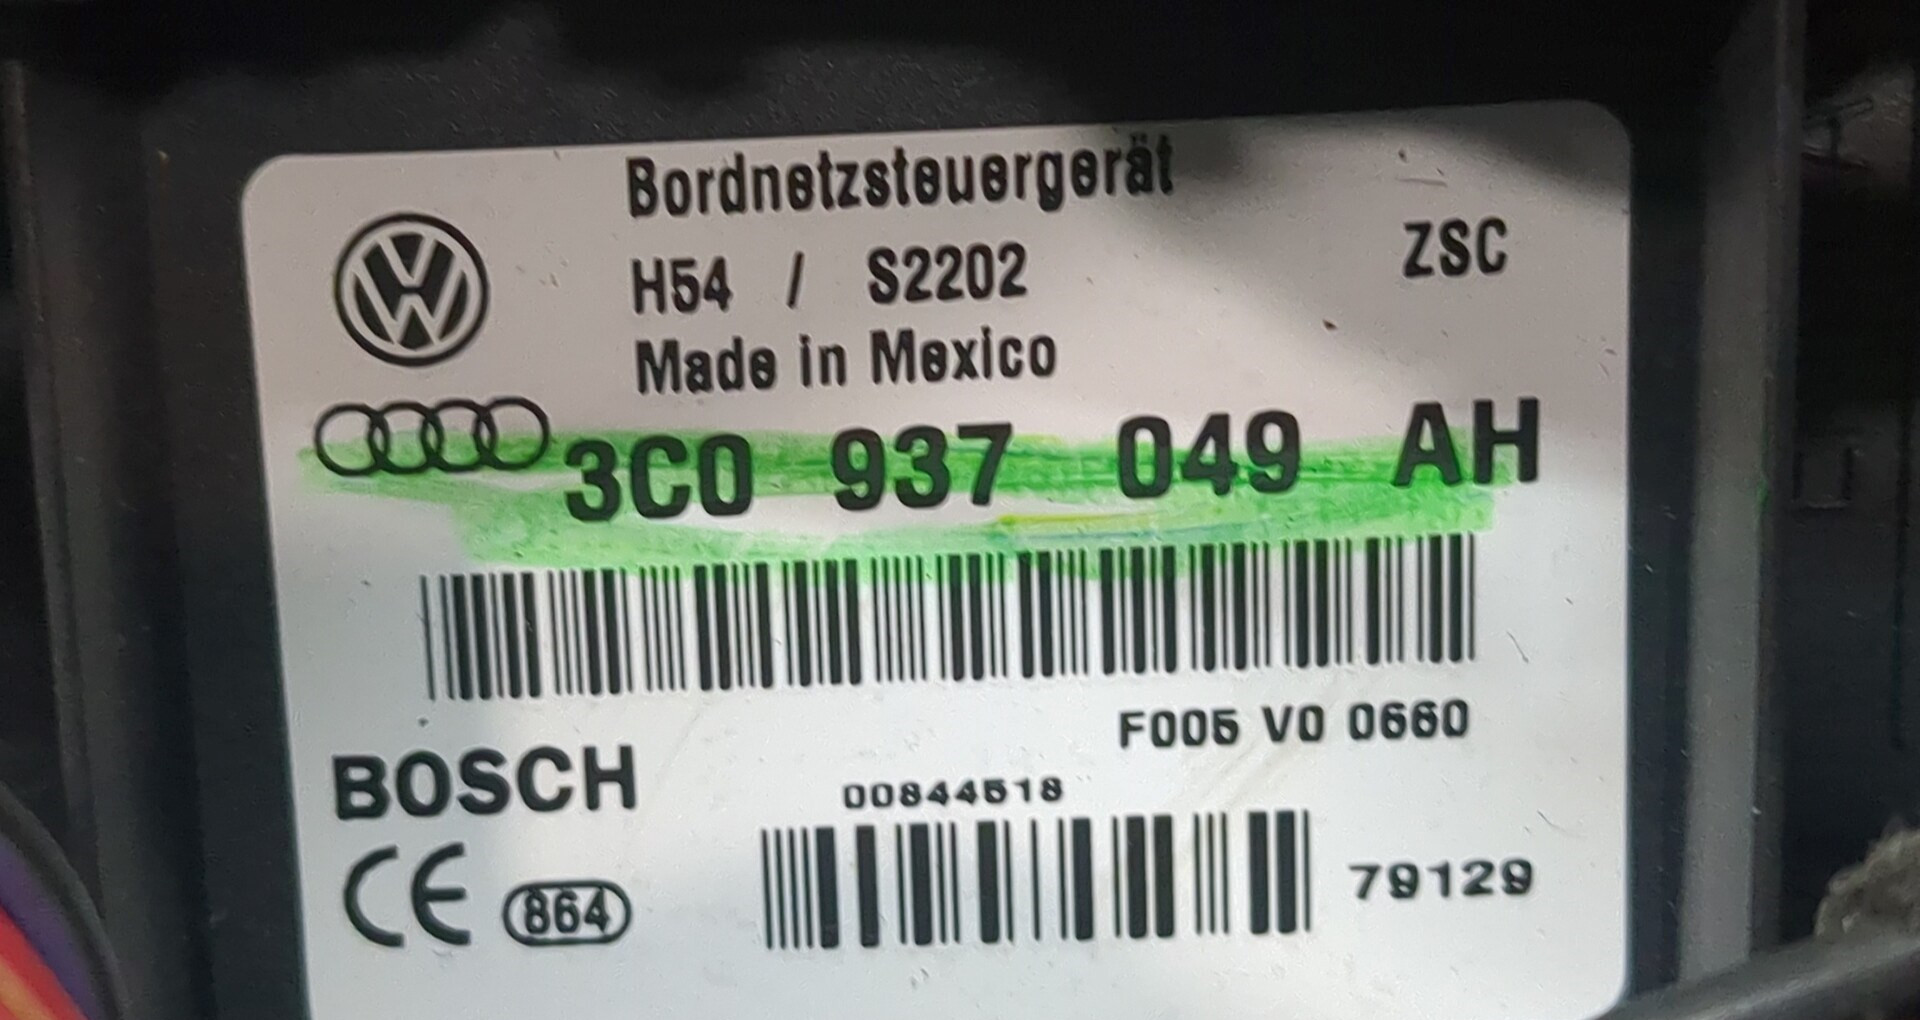 Bordnetzsteuergerät
H54 / S2202
ZSC
Made in Mexico
3C0 937 049 AH
F005 V0 0660
BOSCH
00844518
CE
864
79129